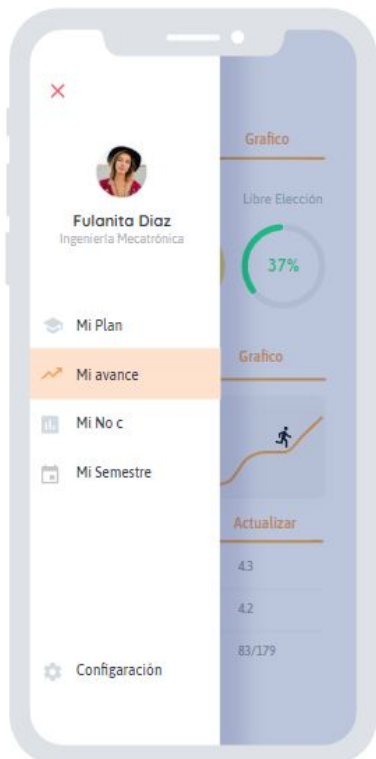 Fulanita Diaz
Ingeniería Mecatrónica
Mi Plan
Mi avance
Mi No c
Mi Semestre
Configaración
Grafico
Libre Elección
37%
Grafico
Actualizar
4.3
4.2
83/179